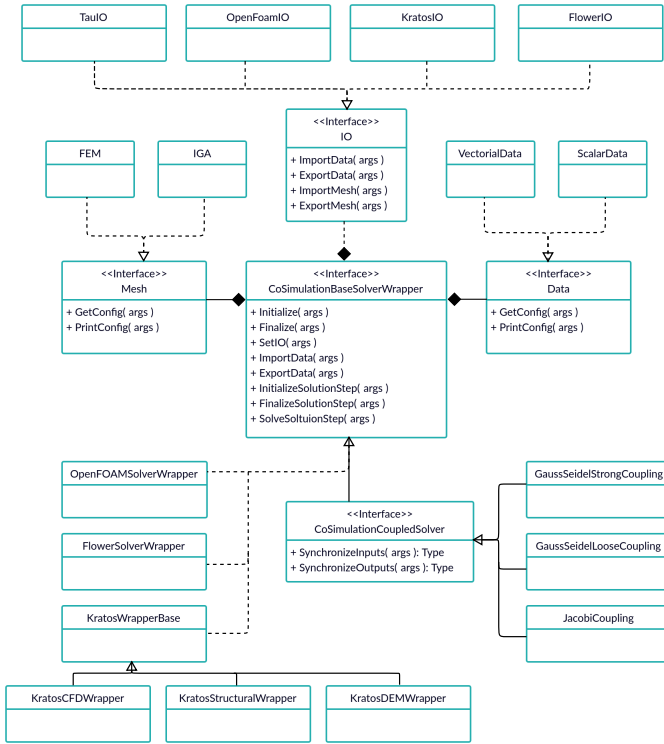 TauIO
OpenFoamIO
KratosIO
FlowerIO
<<Interface>>
IO
+ ImportData( args )
+ ExportData( args )
+ ImportMesh( args )
+ ExportMesh( args )
FEM
IGA
VectorialData
ScalarData
<<Interface>>
Mesh
+ GetConfig( args )
+ PrintConfig( args )
<<Interface>>
CoSimulationBaseSolverWrapper
+ Initialize( args )
+ Finalize( args )
+ SetIO( args )
+ ImportData( args )
+ ExportData( args )
+ InitializeSolutionStep( args )
+ FinalizeSolutionStep( args )
+ SolveSoltuionStep( args )
<<Interface>>
Data
+ GetConfig( args )
+ PrintConfig( args )
OpenFOAMSolverWrapper
FlowerSolverWrapper
KratosWrapperBase
<<Interface>>
CoSimulationCoupledSolver
+ SynchronizeInputs( args ): Type
+ SynchronizeOutputs( args ): Type
GaussSeidelStrongCoupling
GaussSeidelLooseCoupling
JacobiCoupling
KratosCFDWrapper
KratosStructuralWrapper
KratosDEMWrapper